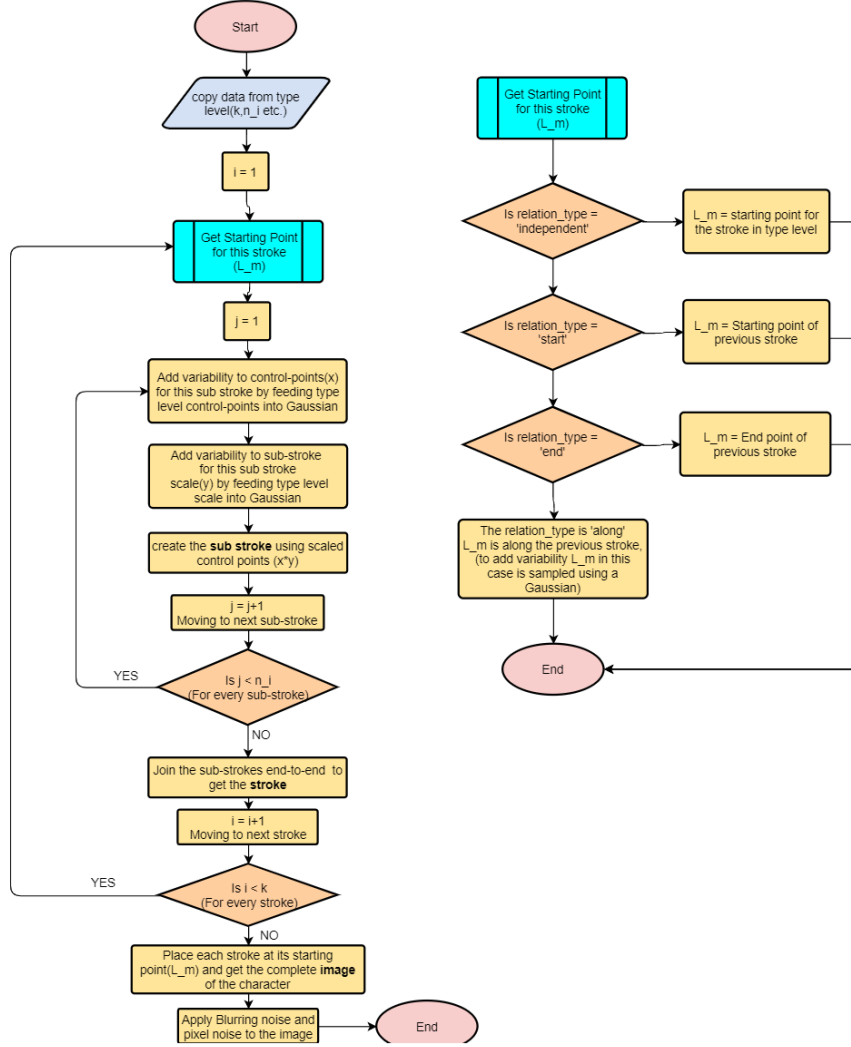 Start
copy data from type
level(k,n_i etc.)
i = 1
Get Starting Point
for this stroke
(L_m)
j = 1
Add variability to control-points(x)
for this sub stroke by feeding type
level control-points into Gaussian
Add variability to sub-stroke
for this sub stroke
scale(y) by feeding type level
scale into Gaussian
create the sub stroke using scaled
control points (x*y)
j = j+1
Moving to next sub-stroke
Is j < n_i
(For every sub-stroke)
YES
NO
Join the sub-strokes end-to-end to
get the stroke
i = i+1
Moving to next stroke
Is i < k
(For every stroke)
YES
NO
Place each stroke at its starting
point(L_m) and get the complete image
of the character
Apply Blurring noise and
pixel noise to the image
End
Get Starting Point
for this stroke
(L_m)
Is relation_type =
'independent'
L_m = starting point for
the stroke in type level
Is relation_type =
'start'
L_m = Starting point of
previous stroke
Is relation_type =
'end'
L_m = End point of
previous stroke
The relation_type is 'along'
L_m is along the previous stroke,
(to add variability L_m in this
case is sampled using a
Gaussian)
End